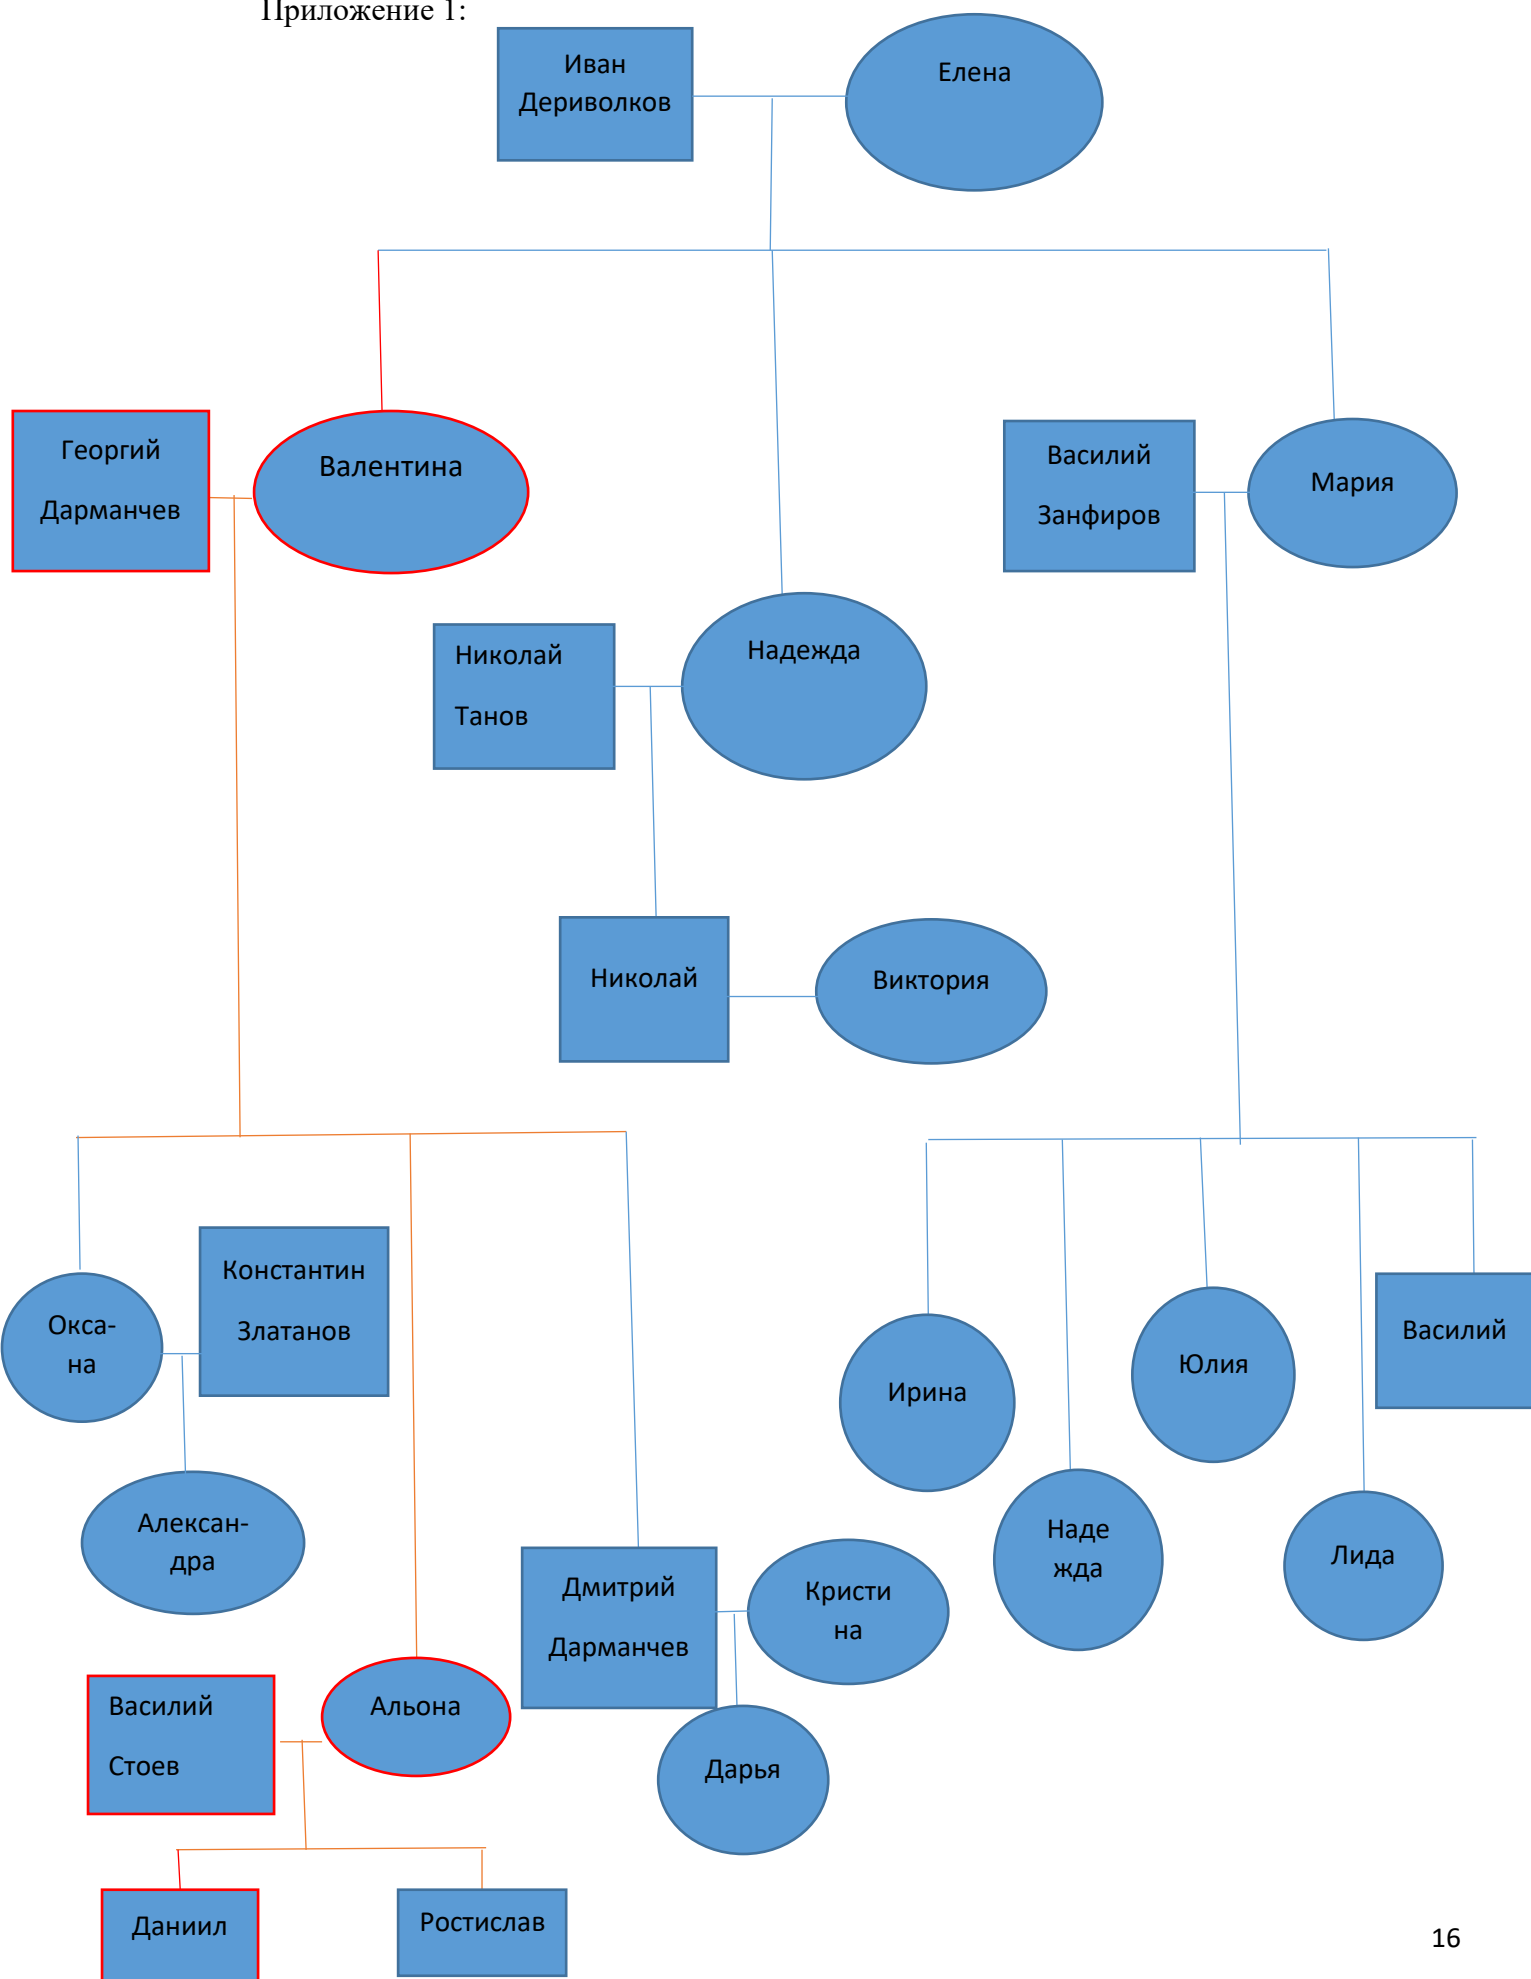 Приложение 1:
Иван
Дериволков
Елена
Георгий
Дарманчев
Валентина
Василий
Занфиров
Мария
Николай
Танов
Надежда
Николай
Виктория
Окса-
на
Константин
Златанов
Ирина
Юлия
Василий
Алексан-
дра
Дмитрий
Дарманчев
Кристи
на
Наде
жда
Лида
Василий
Стоев
Альона
Дарья
Даниил
Ростислав
16